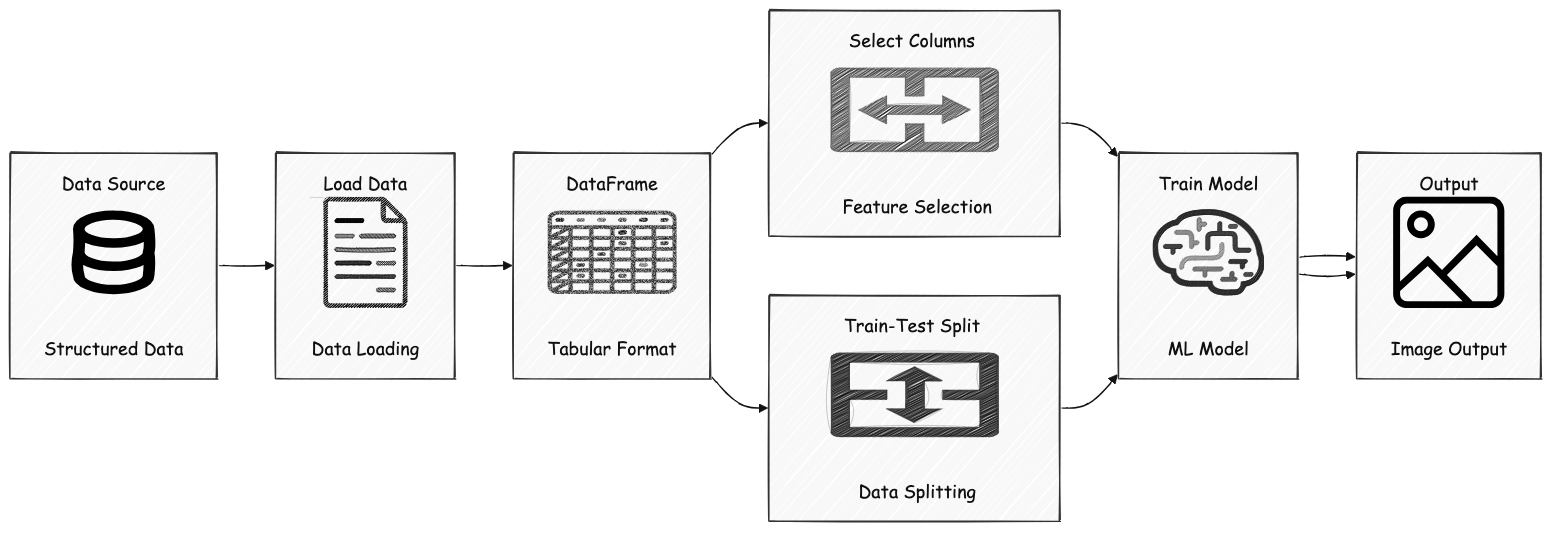 Data Source
Structured Data
Load Data
Data Loading
DataFrame
Tabular Format
Select Columns
Feature Selection
Train-Test Split
Data Splitting
Train Model
ML Model
Output
Image Output